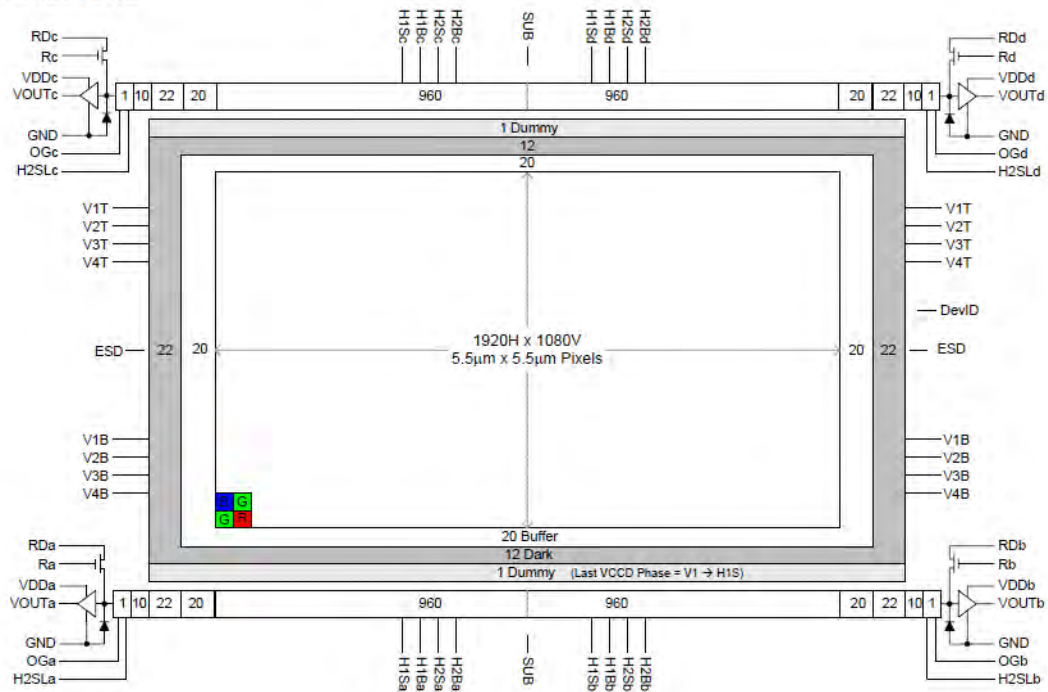 H1Sc H1Bc H2Sc H2Bc SUB H1Sd H1Bd H2Sd H2Bd
RDc RDd
Rc Rd
VDDc VDDd
VOUTc 1 10 22 20 960 960 20 22 10 1 VOUTd
GND 1 Dummy GND
OGc 12 OGd
H2SLc 20 H2SLd
V1T V1T
V2T V2T
V3T V3T
V4T V4T
DevID
1920H x 1080V
ESD 22 20 20 22 ESD
5.5μm x 5.5μm Pixels
V1B V1B
V2B V2B
V3B V3B
V4B B G V4B
G R
20 Buffer
RDa 12 Dark RDb
Ra 1 Dummy (Last VCCD Phase = V1 → H1S) Rb
VDDa VDDb
VOUTa 1 10 22 20 960 960 20 22 10 1 VOUTb
GND GND
OGa OGb
H2SLa H2SLb
H1Sa H1Ba H2Sa H2Ba SUB H1Sb H1Bb H2Sb H2Bb